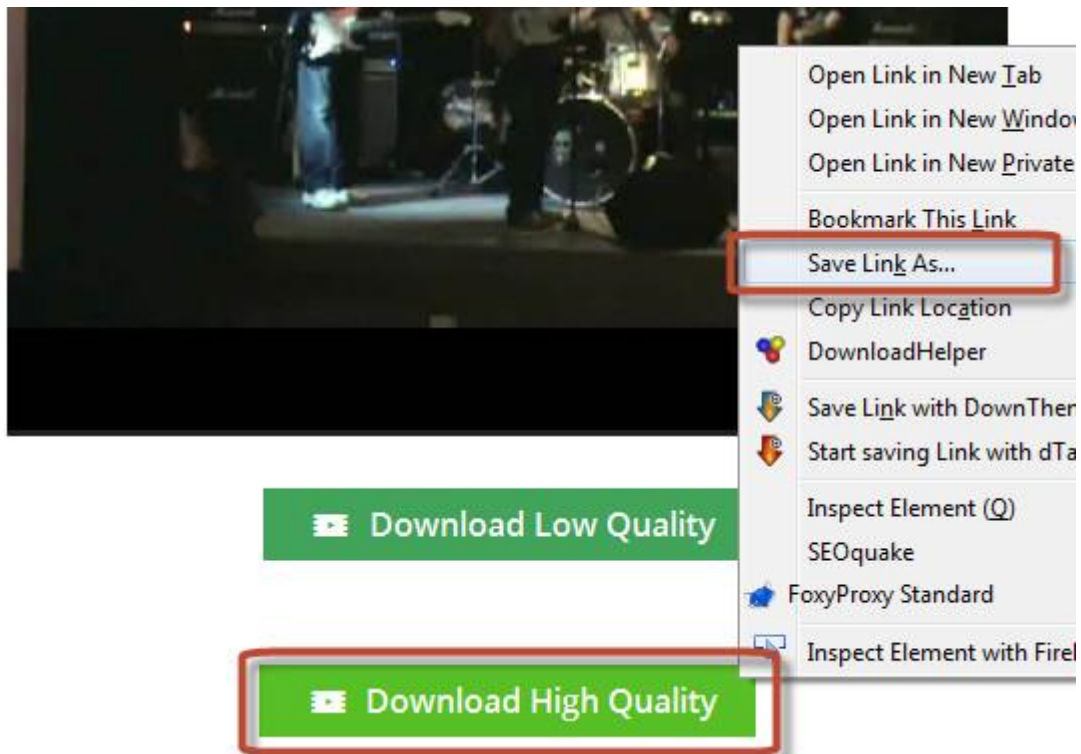 Open Link in New Tab
Open Link in New Window
Open Link in New Private
Bookmark This Link
Save Link As...
Copy Link Location
DownloadHelper
Save Link with DownThem
Start saving Link with dTa
Inspect Element (Q)
SEOquake
FoxyProxy Standard
Inspect Element with Fire
Download Low Quality
Download High Quality